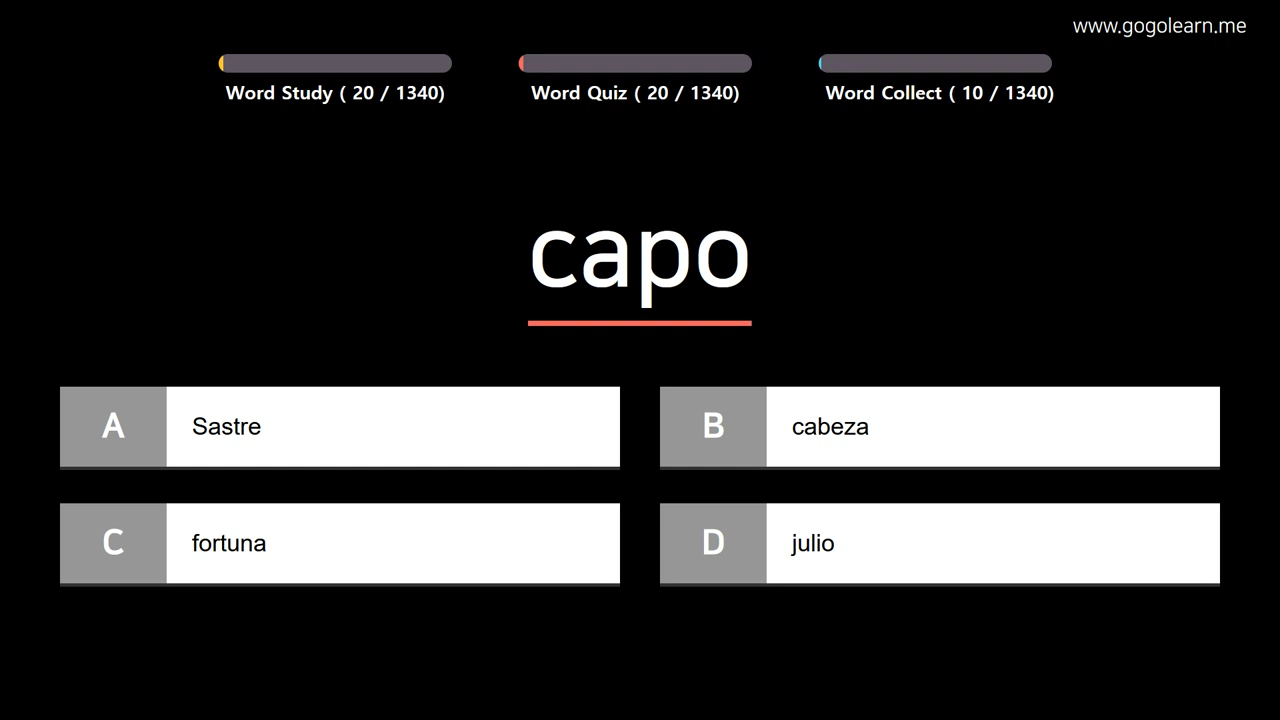 www.gogolearn.me
Word Study ( 20 / 1340)
Word Quiz ( 20 / 1340)
Word Collect ( 10 / 1340)
capo
A
Sastre
B
cabeza
C
fortuna
D
julio